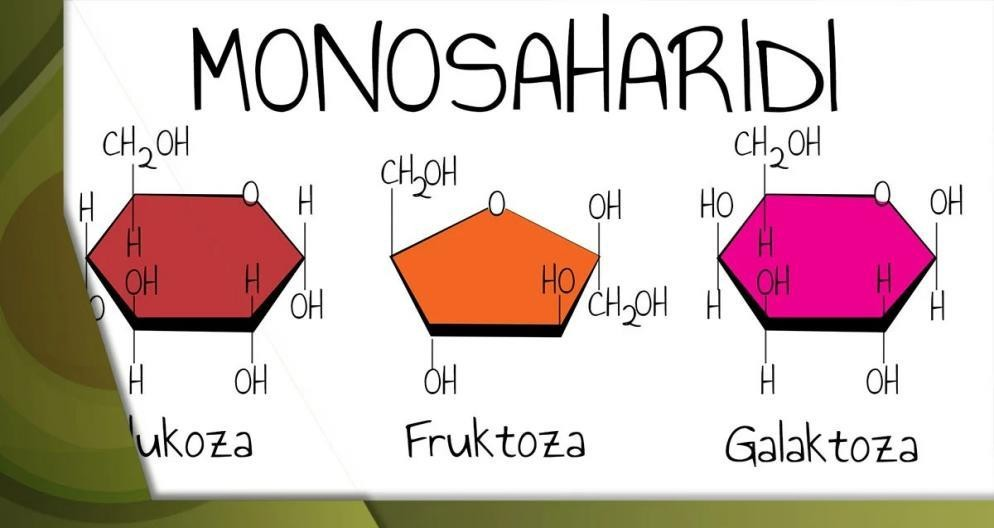 MONOSAHARIDI
CH2OH CH2OH CH2OH
H O H O OH HO O OH
H OH H HO CH2OH H OH H
OH H H
H OH OH H OH
Fruktoza Galaktoza